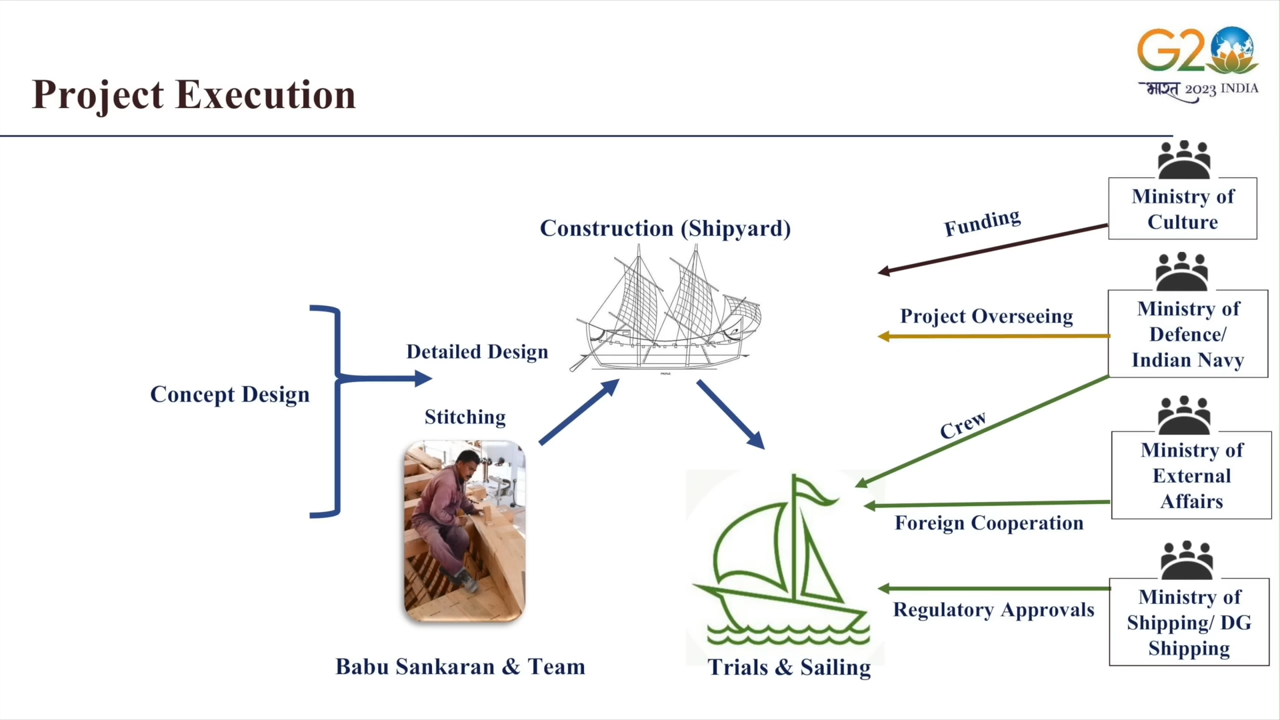 Project Execution
G20
भारत 2023 INDIA
Concept Design
Detailed Design
Stitching
Babu Sankaran & Team
Construction (Shipyard)
Trials & Sailing
Funding
Project Overseeing
Crew
Foreign Cooperation
Regulatory Approvals
Ministry of
Culture
Ministry of
Defence/
Indian Navy
Ministry of
External
Affairs
Ministry of
Shipping/ DG
Shipping